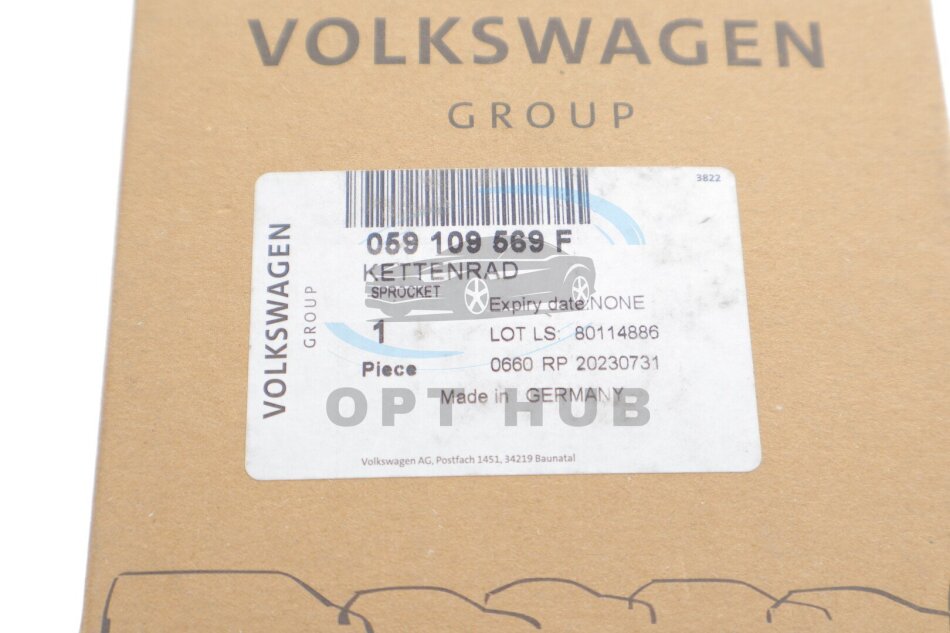 VOLKSWAGEN
GROUP
3822
VOLKSWAGEN
GROUP
059 109 569 F
KETTENRAD
SPROCKET
Expiry date:NONE
1
LOT LS: 80114886
Piece
0660 RP 20230731
Made in GERMANY
OPT HUB
Volkswagen AG, Postfach 1451, 34219 Baunatal